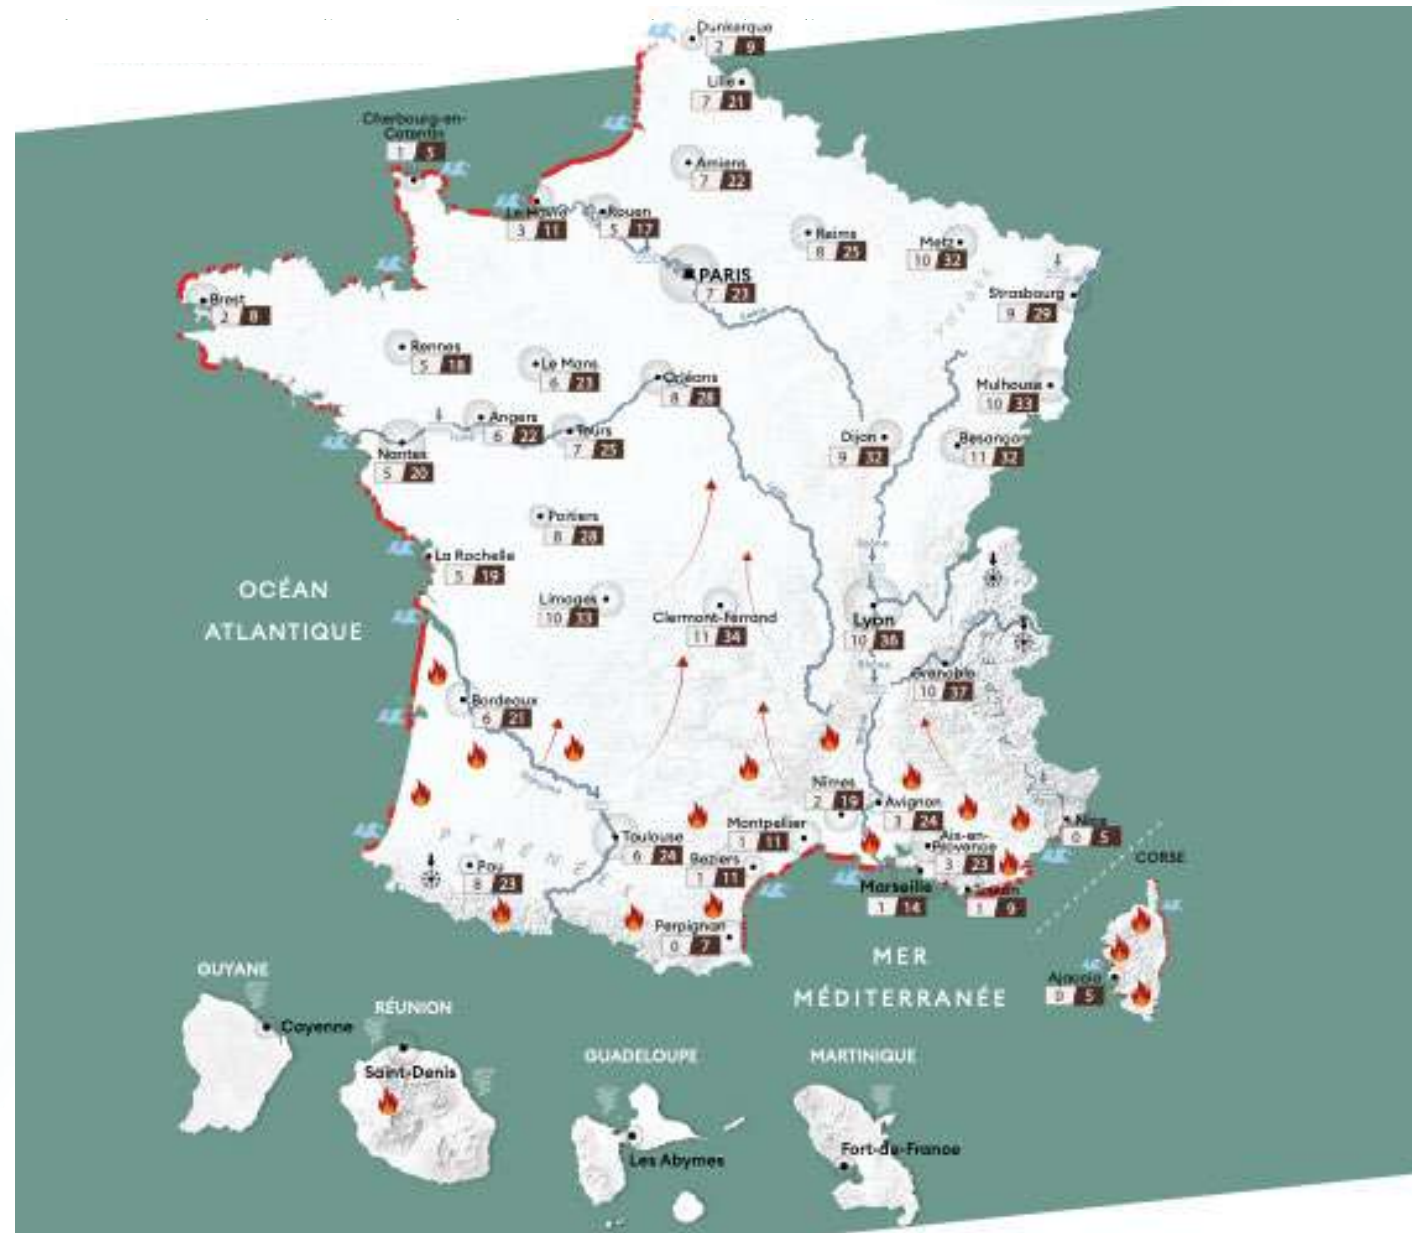 Dunkerque
2 9
Lille
7 21
Cherbourg-en-
Cotentin
1 5
Amiens
7 22
Le Havre
3 11
Rouen
5 17
Reims
8 25
Metz
10 32
PARIS
7 23
Strasbourg
9 29
Brest
2 8
Seine
Rennes
5 18
Le Mans
6 23
Orléans
8 28
Mulhouse
10 33
Angers
6 22
Tours
7 25
Dijon
9 32
Besançon
11 32
Nantes
5 20
Poitiers
8 28
La Rochelle
5 19
OCÉAN
ATLANTIQUE
Limoges
10 33
Clermont-Ferrand
11 34
Lyon
10 36
Grenoble
10 37
Bordeaux
6 21
Nîmes
2 19
Avignon
3 24
Montpellier
1 11
Toulouse
6 24
Aix-en-
Provence
3 23
Nice
0 5
Beziers
1 11
Pau
8 23
PYRÉNÉES
Marseille
1 14
Toulon
1 9
CORSE
Perpignan
0 7
MER
MÉDITERRANÉE
Ajaccio
0 5
GUYANE
Cayenne
RÉUNION
Saint-Denis
GUADELOUPE
Les Abymes
MARTINIQUE
Fort-de-France